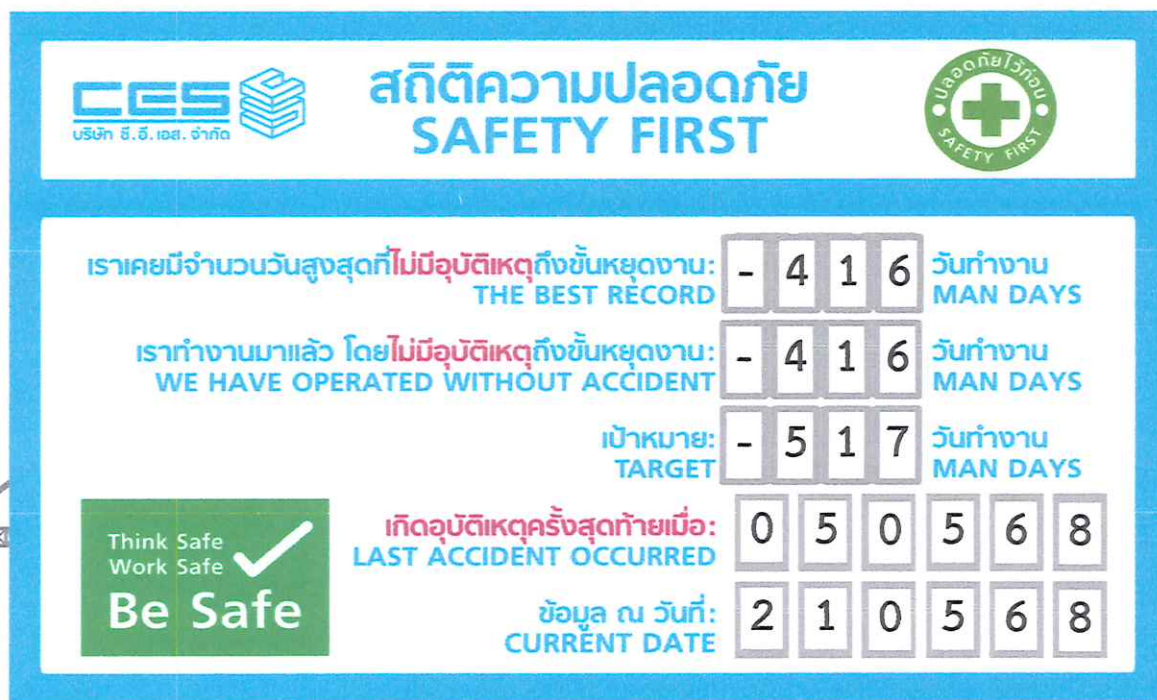 CES
บริษัท ซี.อี.เอส. จำกัด
สถิติความปลอดภัย
SAFETY FIRST
ปลอดภัยไว้ก่อน
SAFETY FIRST
เราเคยมีจำนวนวันสูงสุดที่ไม่มีอุบัติเหตุถึงขั้นหยุดงาน: - 4 1 6 วันทำงาน
THE BEST RECORD MAN DAYS
เราทำงานมาแล้ว โดยไม่มีอุบัติเหตุถึงขั้นหยุดงาน: - 4 1 6 วันทำงาน
WE HAVE OPERATED WITHOUT ACCIDENT MAN DAYS
เป้าหมาย: - 5 1 7 วันทำงาน
TARGET MAN DAYS
เกิดอุบัติเหตุครั้งสุดท้ายเมื่อ: 0 5 0 5 6 8
LAST ACCIDENT OCCURRED
ข้อมูล ณ วันที่: 2 1 0 5 6 8
CURRENT DATE
Think Safe
Work Safe
Be Safe